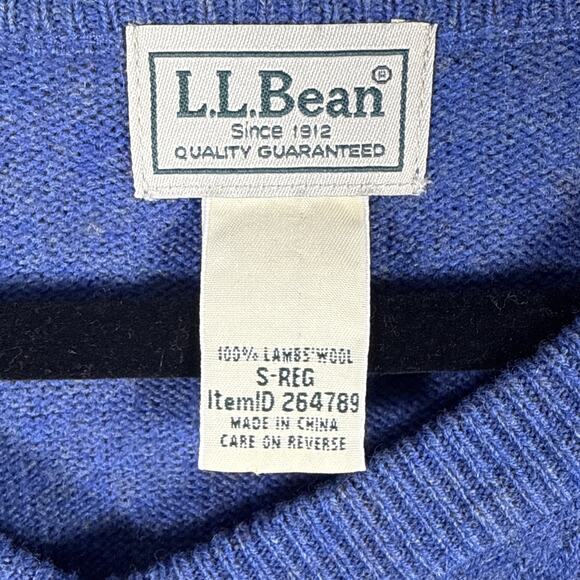 L.L.Bean®
Since 1912
QUALITY GUARANTEED
100% LAMBS'WOOL
S-REG
ItemID 264789
MADE IN CHINA
CARE ON REVERSE